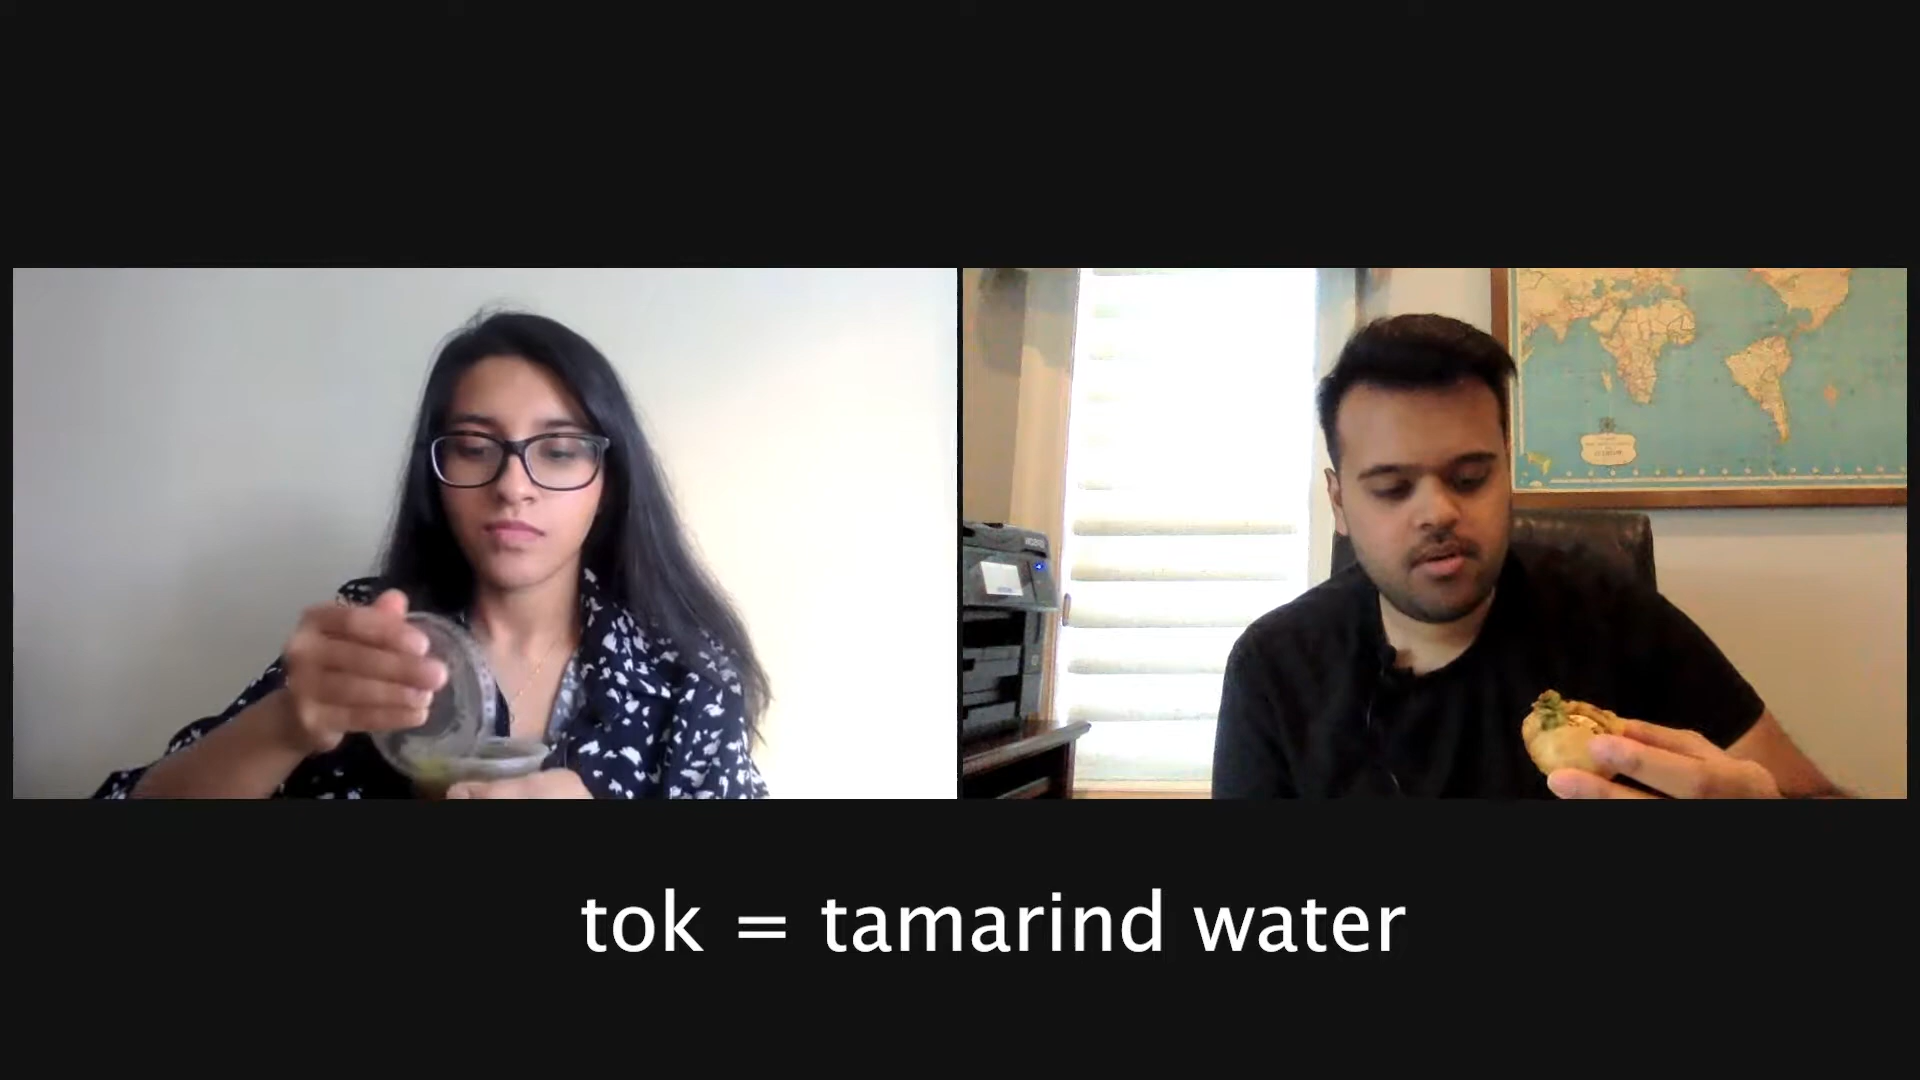 tok = tamarind water